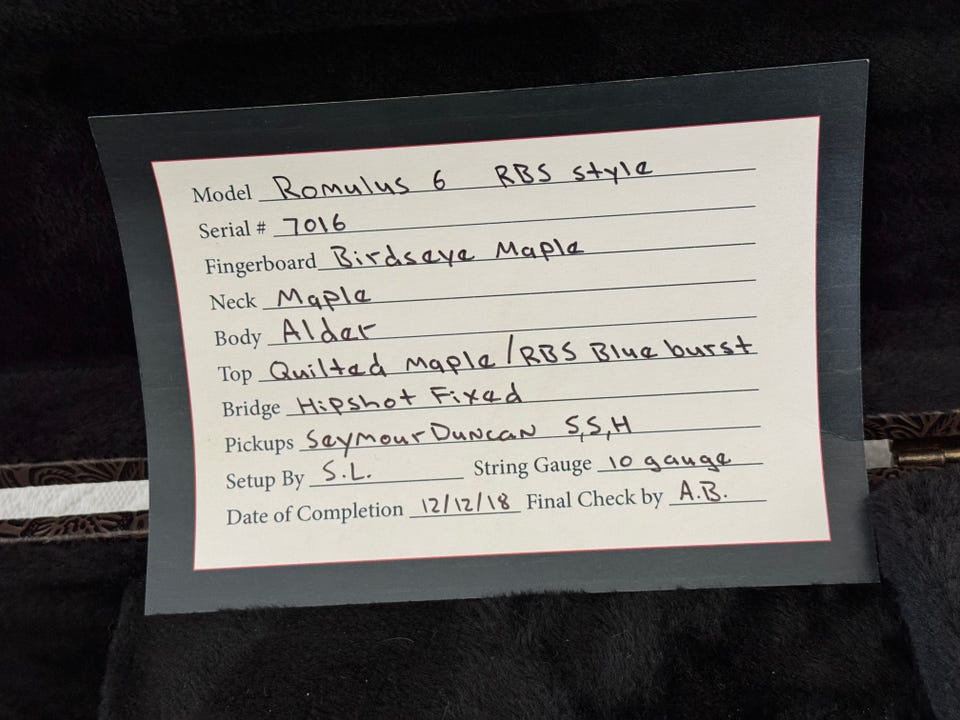 Model Romulus 6 RBS style
Serial # 7016
Fingerboard Birdseye Maple
Neck Maple
Body Alder
Top Quilted Maple/RBS Blue burst
Bridge Hipshot Fixed
Pickups Seymour Duncan S,S,H
Setup By S.L. String Gauge 10 gauge
Date of Completion 12/12/18 Final Check by A.B.